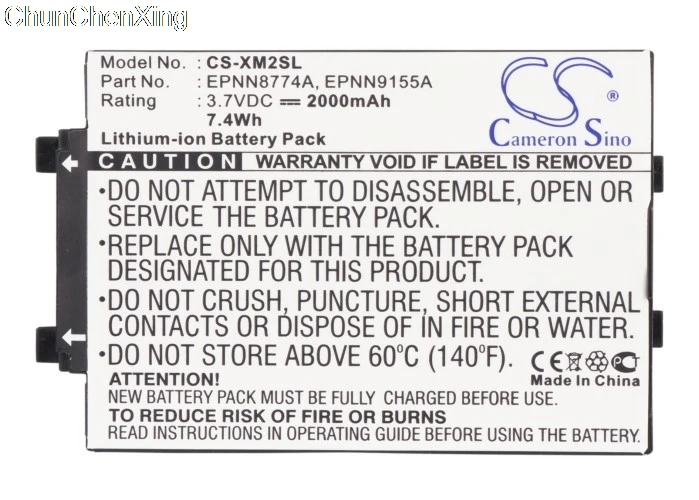 ChunChenXing
Model No. : CS-XM2SL
Part No. : EPNN8774A, EPNN9155A
Rating : 3.7VDC 2000mAh
7.4Wh
Lithium-ion Battery Pack
CS
®
Cameron Sino
CAUTION WARRANTY VOID IF LABEL IS REMOVED
•DO NOT ATTEMPT TO DISASSEMBLE, OPEN OR
SERVICE THE BATTERY PACK.
•REPLACE ONLY WITH THE BATTERY PACK
DESIGNATED FOR THIS PRODUCT.
•DO NOT CRUSH, PUNCTURE, SHORT EXTERNAL
CONTACTS OR DISPOSE OF IN FIRE OR WATER.
•DO NOT STORE ABOVE 60°C (140°F).
CE
Made In China
ATTENTION!
NEW BATTERY PACK MUST BE FULLY CHARGED BEFORE USE.
TO REDUCE RISK OF FIRE OR BURNS
READ INSTRUCTIONS IN OPERATING GUIDE BEFORE USING THE BATTERY.